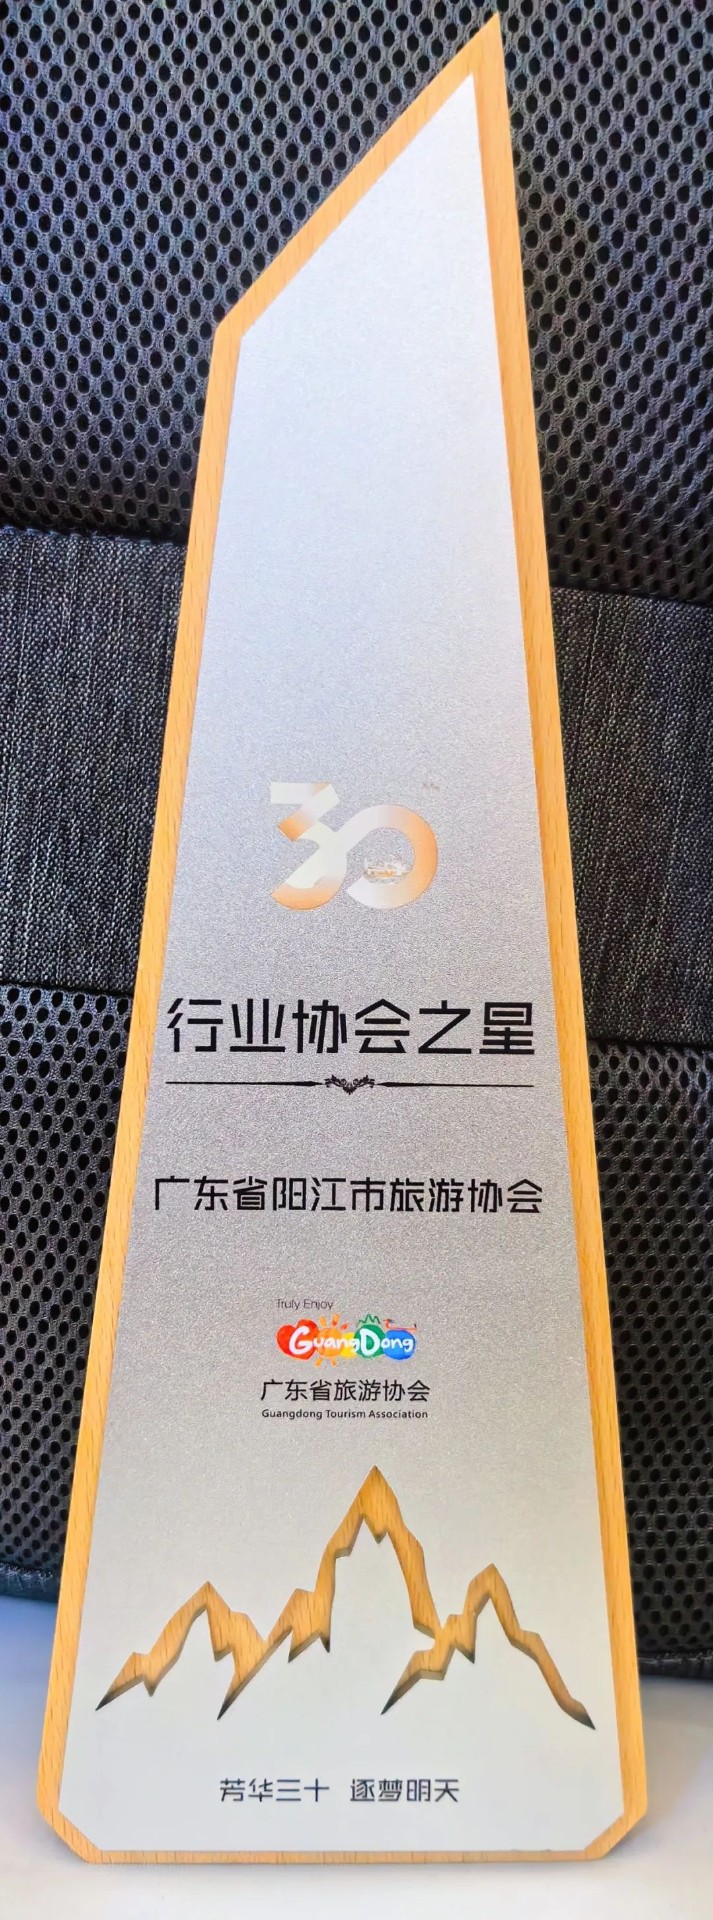 30
行业协会之星
广东省阳江市旅游协会
Truly Enjoy
GuangDong
广东省旅游协会
Guangdong Tourism Association
芳华三十 逐梦明天